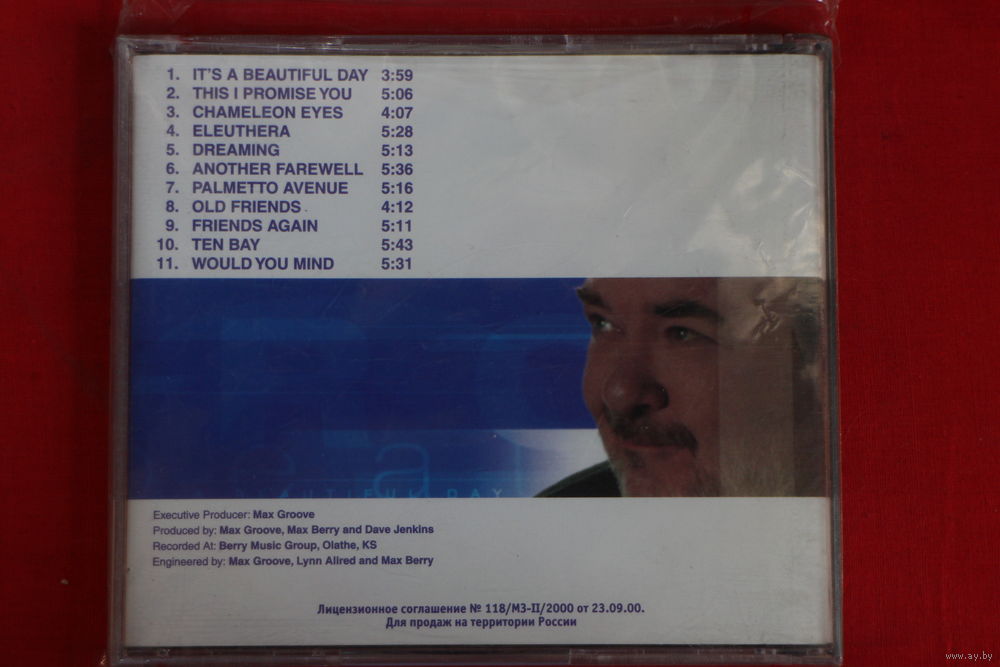 1. IT'S A BEAUTIFUL DAY 3:59
2. THIS I PROMISE YOU 5:06
3. CHAMELEON EYES 4:07
4. ELEUTHERA 5:28
5. DREAMING 5:13
6. ANOTHER FAREWELL 5:36
7. PALMETTO AVENUE 5:16
8. OLD FRIENDS 4:12
9. FRIENDS AGAIN 5:11
10. TEN BAY 5:43
11. WOULD YOU MIND 5:31
BEAUTIFUL DAY
Executive Producer: Max Groove
Produced by: Max Groove, Max Berry and Dave Jenkins
Recorded At: Berry Music Group, Olathe, KS
Engineered by: Max Groove, Lynn Allred and Max Berry
Лицензионное соглашение № 118/МЗ-II/2000 от 23.09.00.
Для продаж на территории России
www.ay.by